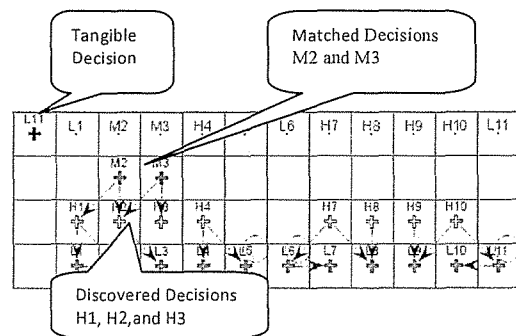 Tangible
Decision
Matched Decisions
M2 and M3
L11 L1 M2 M3 H4 L6 H7 H8 H9 H10 L11
M2 M3
H1 H4 H7 H8 H9 H10
L3 L4 L5 L6 L7 L9 L10 L11
Discovered Decisions
H1, H2,and H3